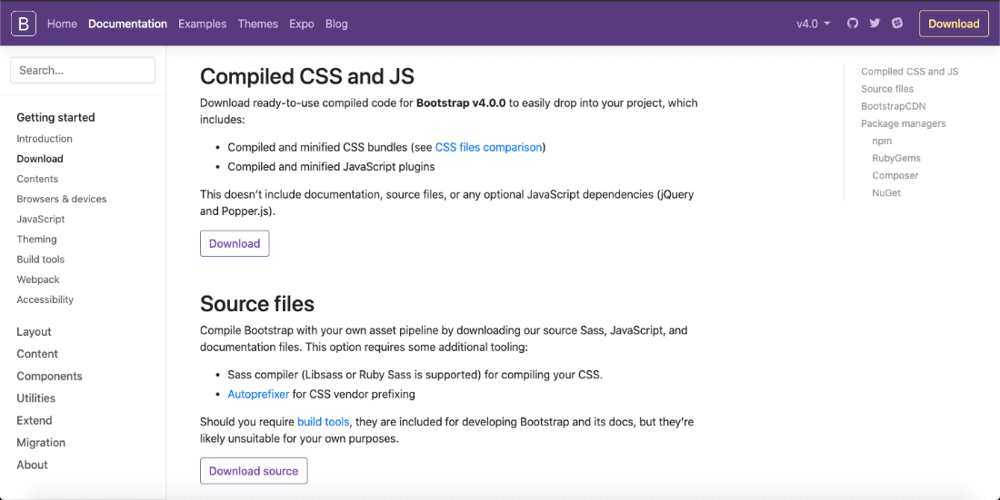 B Home Documentation Examples Themes Expo Blog v4.0 Download
Search...
Getting started
Introduction
Download
Contents
Browsers & devices
JavaScript
Theming
Build tools
Webpack
Accessibility
Layout
Content
Components
Utilities
Extend
Migration
About
Compiled CSS and JS
Download ready-to-use compiled code for Bootstrap v4.0.0 to easily drop into your project, which
includes:
• Compiled and minified CSS bundles (see CSS files comparison)
• Compiled and minified JavaScript plugins
This doesn’t include documentation, source files, or any optional JavaScript dependencies (jQuery
and Popper.js).
Download
Source files
Compile Bootstrap with your own asset pipeline by downloading our source Sass, JavaScript, and
documentation files. This option requires some additional tooling:
• Sass compiler (Libsass or Ruby Sass is supported) for compiling your CSS.
• Autoprefixer for CSS vendor prefixing
Should you require build tools, they are included for developing Bootstrap and its docs, but they’re
likely unsuitable for your own purposes.
Download source
Compiled CSS and JS
Source files
BootstrapCDN
Package managers
npm
RubyGems
Composer
NuGet